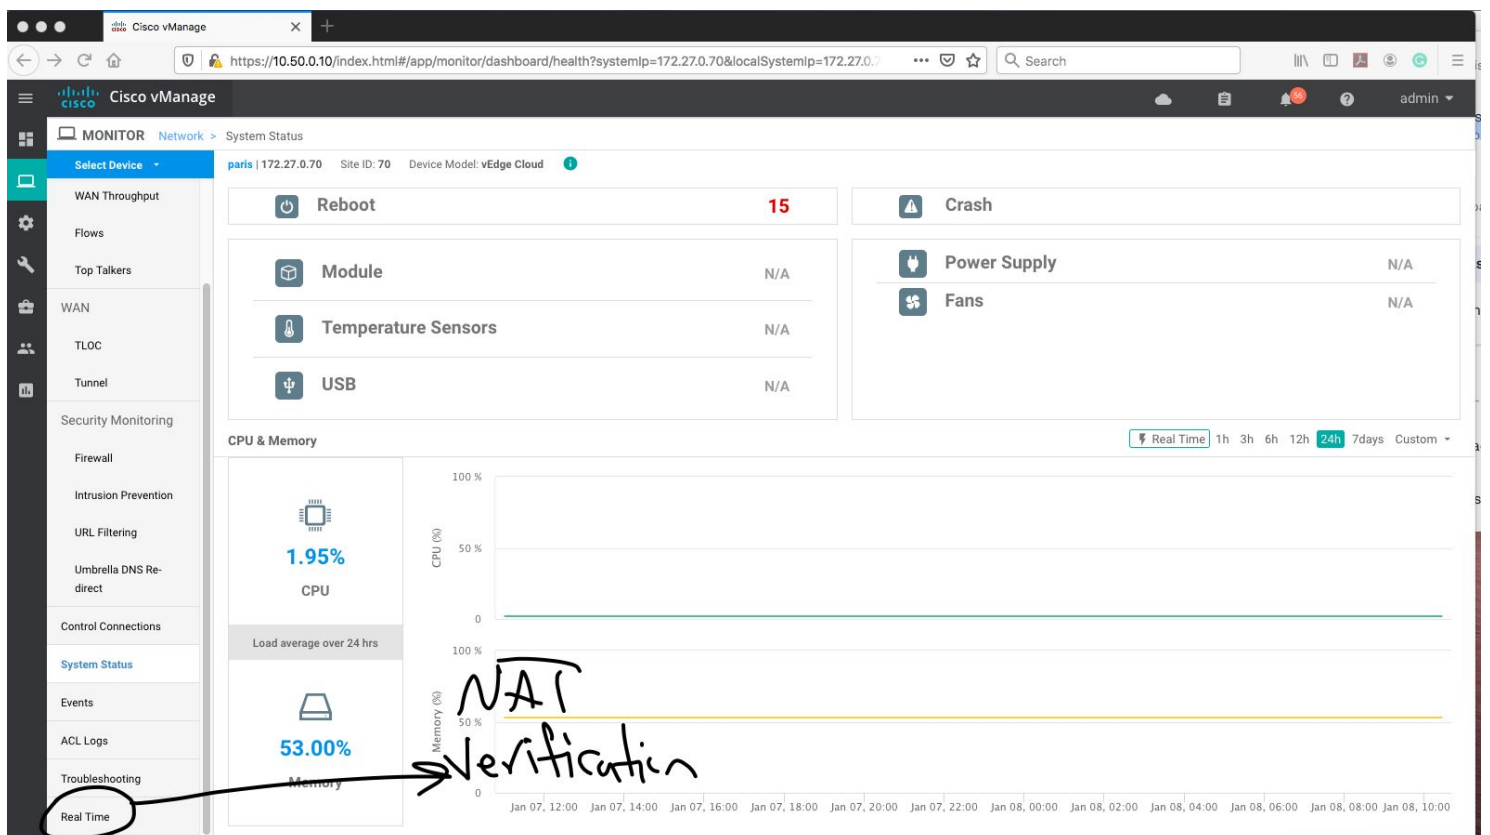 Cisco vManage
https://10.50.0.10/index.html#/app/monitor/dashboard/health?systemIp=172.27.0.70&localSystemIp=172.27.0.
Search
cisco Cisco vManage
56
admin
MONITOR Network > System Status
Select Device
paris | 172.27.0.70 Site ID: 70 Device Model: vEdge Cloud
WAN Throughput
Flows
Top Talkers
WAN
TLOC
Tunnel
Security Monitoring
Firewall
Intrusion Prevention
URL Filtering
Umbrella DNS Re-
direct
Control Connections
System Status
Events
ACL Logs
Troubleshooting
Real Time
Reboot 15
Crash
Module N/A
Temperature Sensors N/A
USB N/A
Power Supply N/A
Fans N/A
CPU & Memory
Real Time 1h 3h 6h 12h 24h 7days Custom
1.95%
CPU
Load average over 24 hrs
53.00%
Memory
100 %
CPU (%)
50 %
0
100 %
Memory (%)
50 %
0
Jan 07, 12:00 Jan 07, 14:00 Jan 07, 16:00 Jan 07, 18:00 Jan 07, 20:00 Jan 07, 22:00 Jan 08, 00:00 Jan 08, 02:00 Jan 08, 04:00 Jan 08, 06:00 Jan 08, 08:00 Jan 08, 10:00
NAT
Verification